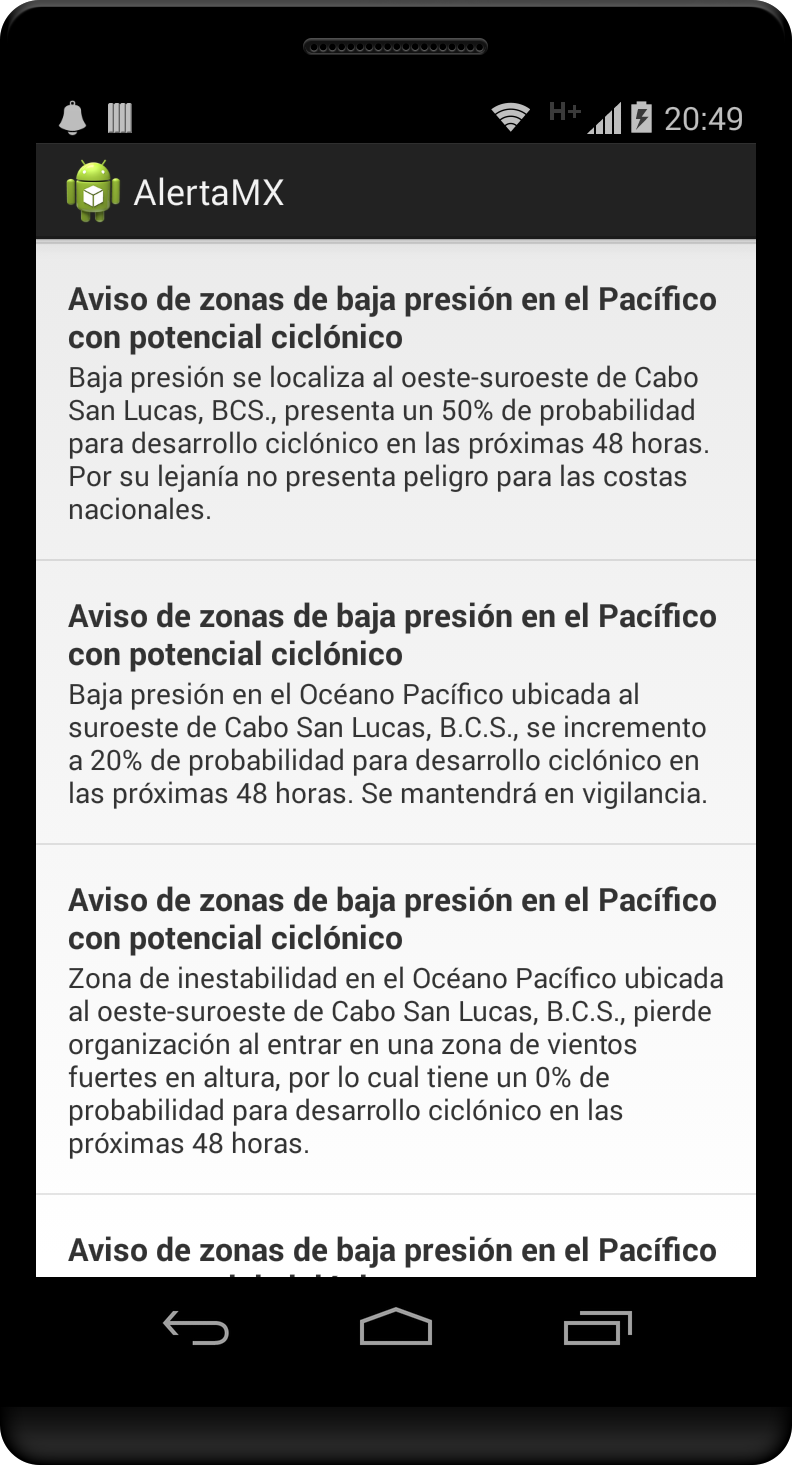 H+ 20:49
AlertaMX
Aviso de zonas de baja presión en el Pacífico
con potencial ciclónico
Baja presión se localiza al oeste-suroeste de Cabo
San Lucas, BCS., presenta un 50% de probabilidad
para desarrollo ciclónico en las próximas 48 horas.
Por su lejanía no presenta peligro para las costas
nacionales.
Aviso de zonas de baja presión en el Pacífico
con potencial ciclónico
Baja presión en el Océano Pacífico ubicada al
suroeste de Cabo San Lucas, B.C.S., se incremento
a 20% de probabilidad para desarrollo ciclónico en
las próximas 48 horas. Se mantendrá en vigilancia.
Aviso de zonas de baja presión en el Pacífico
con potencial ciclónico
Zona de inestabilidad en el Océano Pacífico ubicada
al oeste-suroeste de Cabo San Lucas, B.C.S., pierde
organización al entrar en una zona de vientos
fuertes en altura, por lo cual tiene un 0% de
probabilidad para desarrollo ciclónico en las
próximas 48 horas.
Aviso de zonas de baja presión en el Pacífico